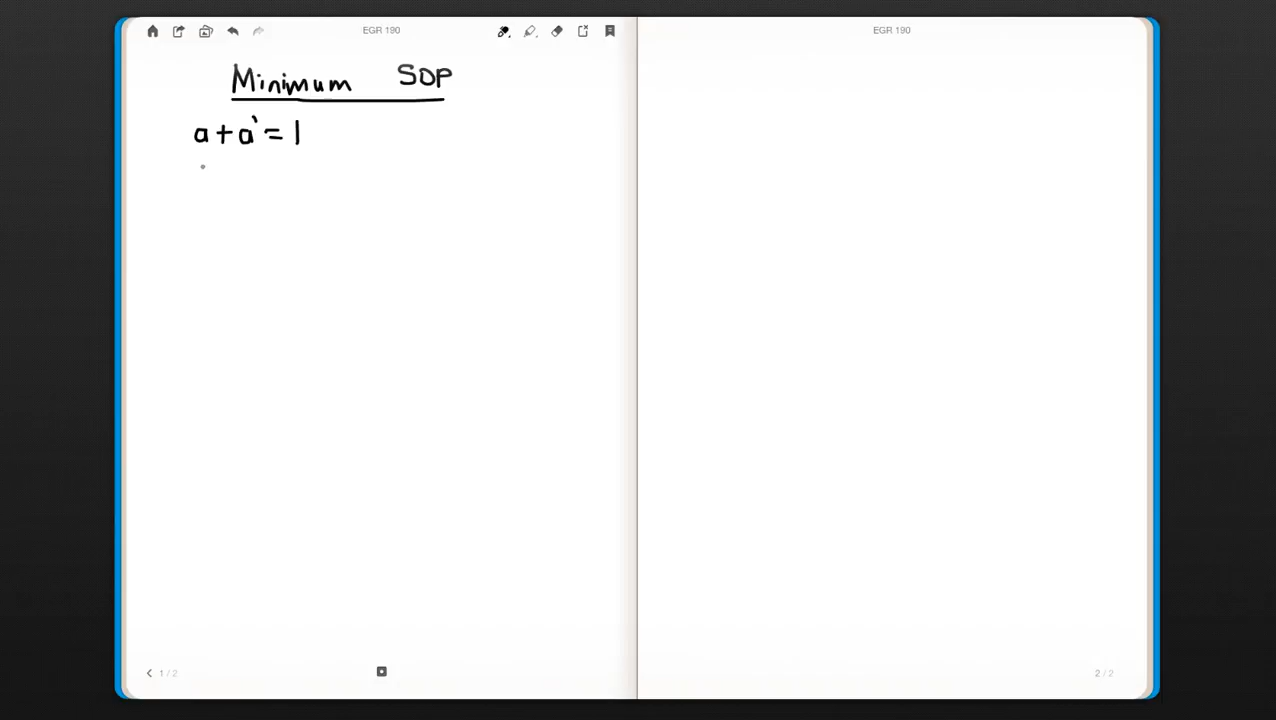 EGR 190
Minimum SOP
a + a' = 1
1 / 2
EGR 190
2 / 2